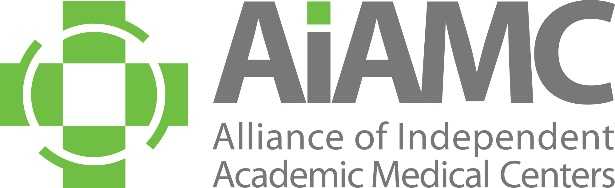 AiAMC
Alliance of Independent
Academic Medical Centers